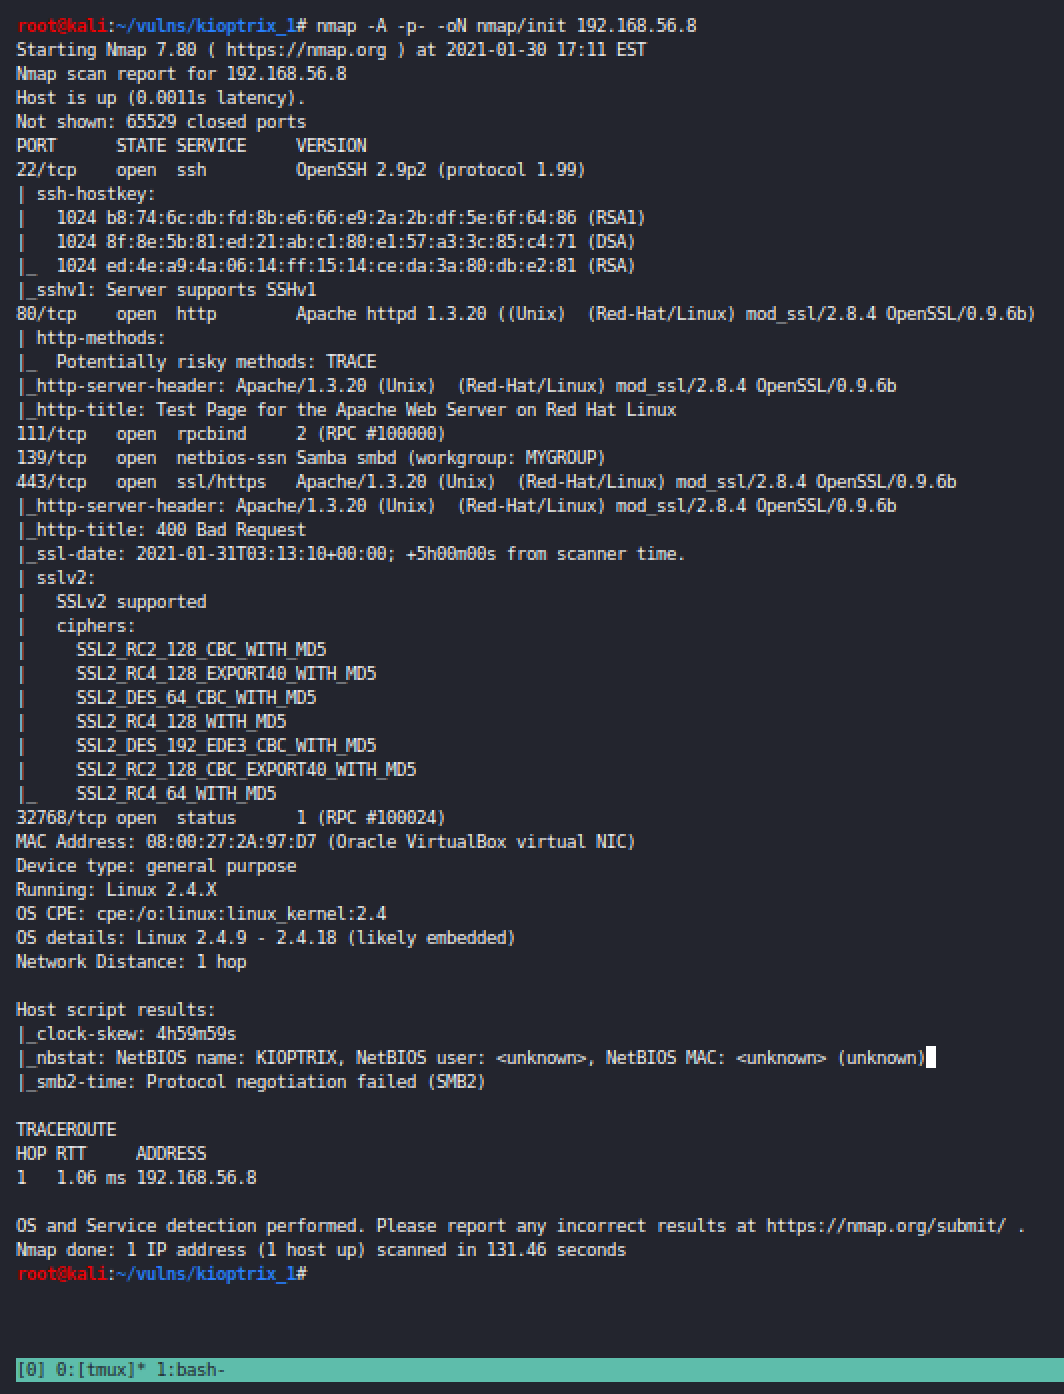 root@kali:~/vulns/kioptrix_1# nmap -A -p- -oN nmap/init 192.168.56.8
Starting Nmap 7.80 ( https://nmap.org ) at 2021-01-30 17:11 EST
Nmap scan report for 192.168.56.8
Host is up (0.0011s latency).
Not shown: 65529 closed ports
PORT      STATE SERVICE     VERSION
22/tcp    open  ssh         OpenSSH 2.9p2 (protocol 1.99)
| ssh-hostkey:
|   1024 b8:74:6c:db:fd:8b:e6:66:e9:2a:2b:df:5e:6f:64:86 (RSA1)
|   1024 8f:8e:5b:81:ed:21:ab:c1:80:e1:57:a3:3c:85:c4:71 (DSA)
|_  1024 ed:4e:a9:4a:06:14:ff:15:14:ce:da:3a:80:db:e2:81 (RSA)
|_sshv1: Server supports SSHv1
80/tcp    open  http        Apache httpd 1.3.20 ((Unix)  (Red-Hat/Linux) mod_ssl/2.8.4 OpenSSL/0.9.6b)
| http-methods:
|_  Potentially risky methods: TRACE
|_http-server-header: Apache/1.3.20 (Unix)  (Red-Hat/Linux) mod_ssl/2.8.4 OpenSSL/0.9.6b
|_http-title: Test Page for the Apache Web Server on Red Hat Linux
111/tcp   open  rpcbind     2 (RPC #100000)
139/tcp   open  netbios-ssn Samba smbd (workgroup: MYGROUP)
443/tcp   open  ssl/https   Apache/1.3.20 (Unix)  (Red-Hat/Linux) mod_ssl/2.8.4 OpenSSL/0.9.6b
|_http-server-header: Apache/1.3.20 (Unix)  (Red-Hat/Linux) mod_ssl/2.8.4 OpenSSL/0.9.6b
|_http-title: 400 Bad Request
|_ssl-date: 2021-01-31T03:13:10+00:00; +5h00m00s from scanner time.
| sslv2:
|   SSLv2 supported
|   ciphers:
|     SSL2_RC2_128_CBC_WITH_MD5
|     SSL2_RC4_128_EXPORT40_WITH_MD5
|     SSL2_DES_64_CBC_WITH_MD5
|     SSL2_RC4_128_WITH_MD5
|     SSL2_DES_192_EDE3_CBC_WITH_MD5
|     SSL2_RC2_128_CBC_EXPORT40_WITH_MD5
|_    SSL2_RC4_64_WITH_MD5
32768/tcp open  status      1 (RPC #100024)
MAC Address: 08:00:27:2A:97:D7 (Oracle VirtualBox virtual NIC)
Device type: general purpose
Running: Linux 2.4.X
OS CPE: cpe:/o:linux:linux_kernel:2.4
OS details: Linux 2.4.9 - 2.4.18 (likely embedded)
Network Distance: 1 hop
Host script results:
|_clock-skew: 4h59m59s
|_nbstat: NetBIOS name: KIOPTRIX, NetBIOS user: <unknown>, NetBIOS MAC: <unknown> (unknown)
|_smb2-time: Protocol negotiation failed (SMB2)
TRACEROUTE
HOP RTT     ADDRESS
1   1.06 ms 192.168.56.8
OS and Service detection performed. Please report any incorrect results at https://nmap.org/submit/ .
Nmap done: 1 IP address (1 host up) scanned in 131.46 seconds
root@kali:~/vulns/kioptrix_1#
[0] 0:[tmux]* 1:bash-